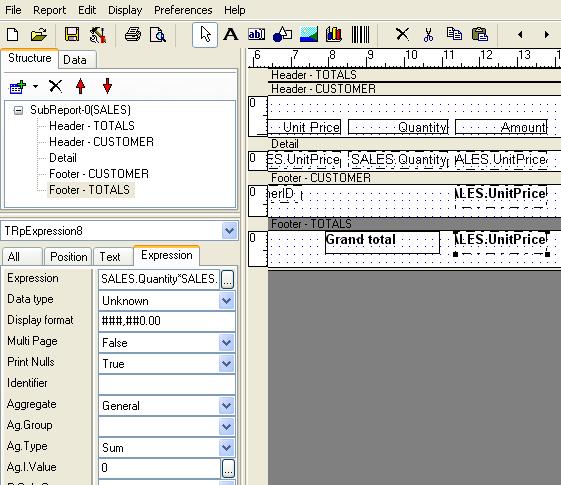 File Report Edit Display Preferences Help
Structure Data
SubReport-0(SALES)
Header - TOTALS
Header - CUSTOMER
Detail
Footer - CUSTOMER
Footer - TOTALS
TRpExpression8
All Position Text Expression
Expression SALES.Quantity*SALES. ...
Data type Unknown
Display format ###,##0.00
Multi Page False
Print Nulls True
Identifier
Aggregate General
Ag.Group
Ag.Type Sum
Ag.I.Value 0 ...
6 7 8 9 10 11 12 13
Header - TOTALS
Header - CUSTOMER
0
Unit Price Quantity Amount
Detail
0 ES.UnitPrice SALES.Quantity ALES.UnitPrice
Footer - CUSTOMER
0 nerID ALES.UnitPrice
Footer - TOTALS
0 Grand total ALES.UnitPrice